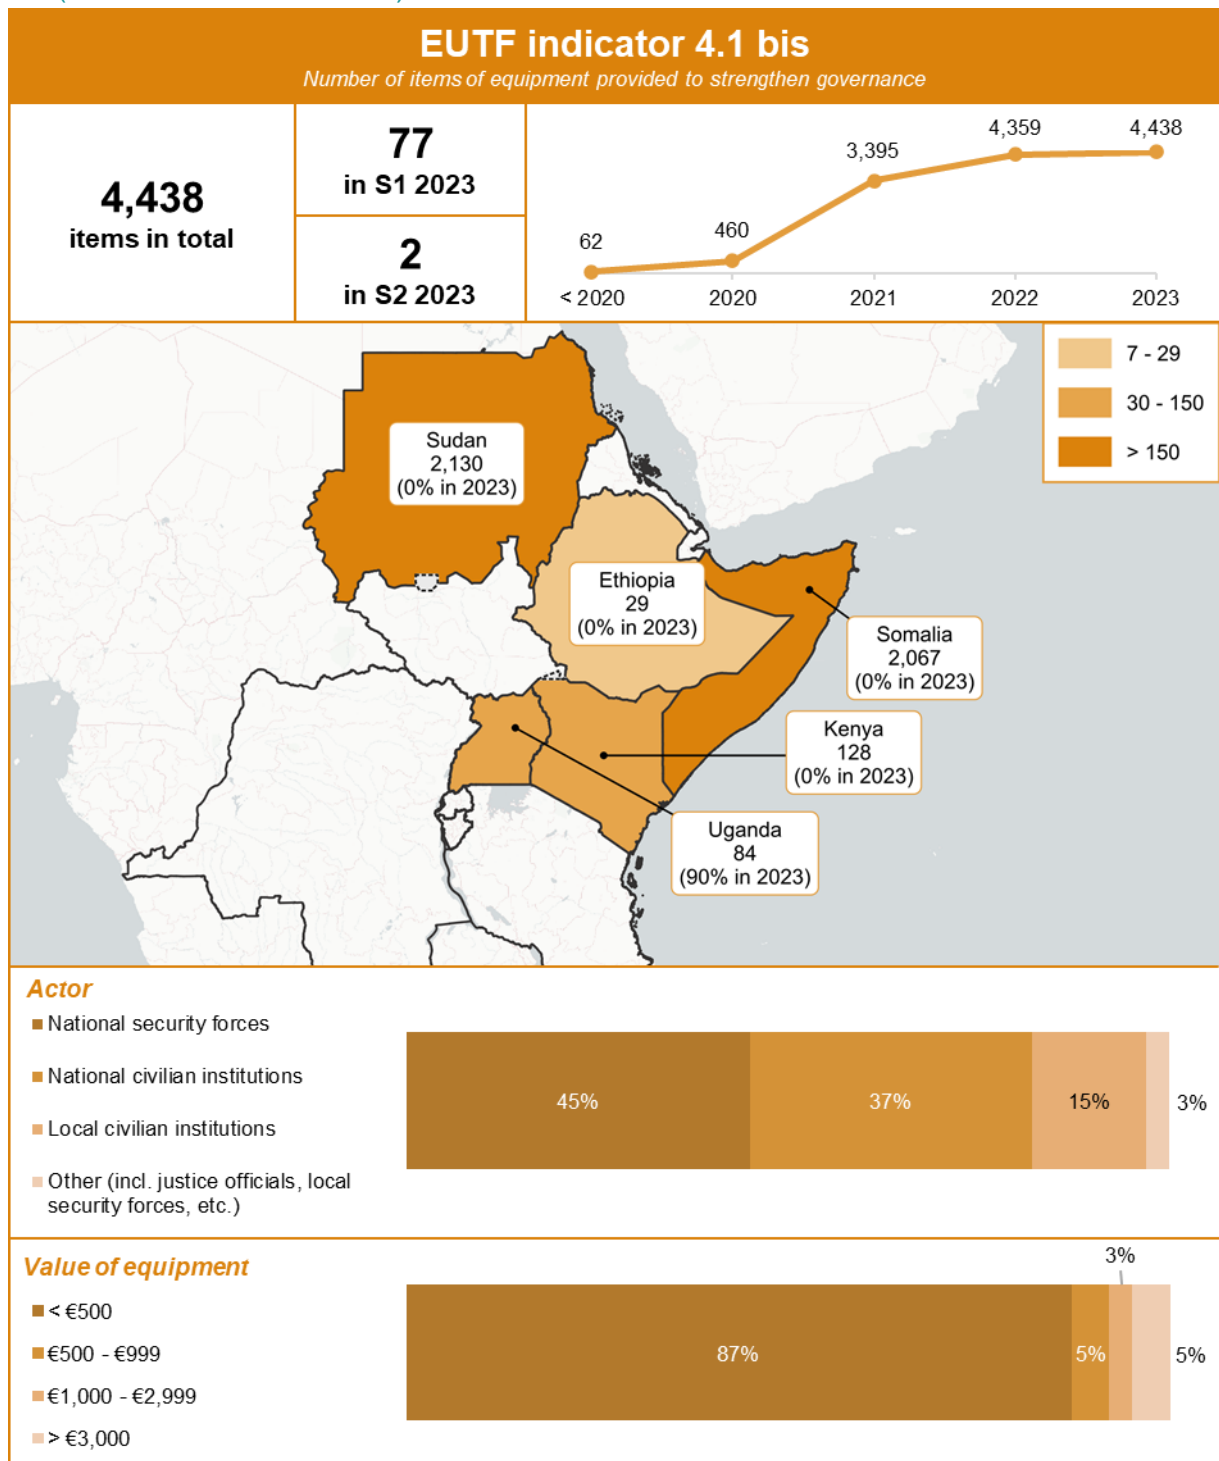 EUTF indicator 4.1 bis
Number of items of equipment provided to strengthen governance
4,438
items in total
77
in S1 2023
2
in S2 2023
62
460
3,395
4,359
4,438
< 2020
2020
2021
2022
2023
7 - 29
30 - 150
> 150
Sudan
2,130
(0% in 2023)
Ethiopia
29
(0% in 2023)
Somalia
2,067
(0% in 2023)
Kenya
128
(0% in 2023)
Uganda
84
(90% in 2023)
Actor
National security forces
National civilian institutions
Local civilian institutions
Other (incl. justice officials, local
security forces, etc.)
45%
37%
15%
3%
Value of equipment
< €500
€500 - €999
€1,000 - €2,999
> €3,000
87%
5%
3%
5%